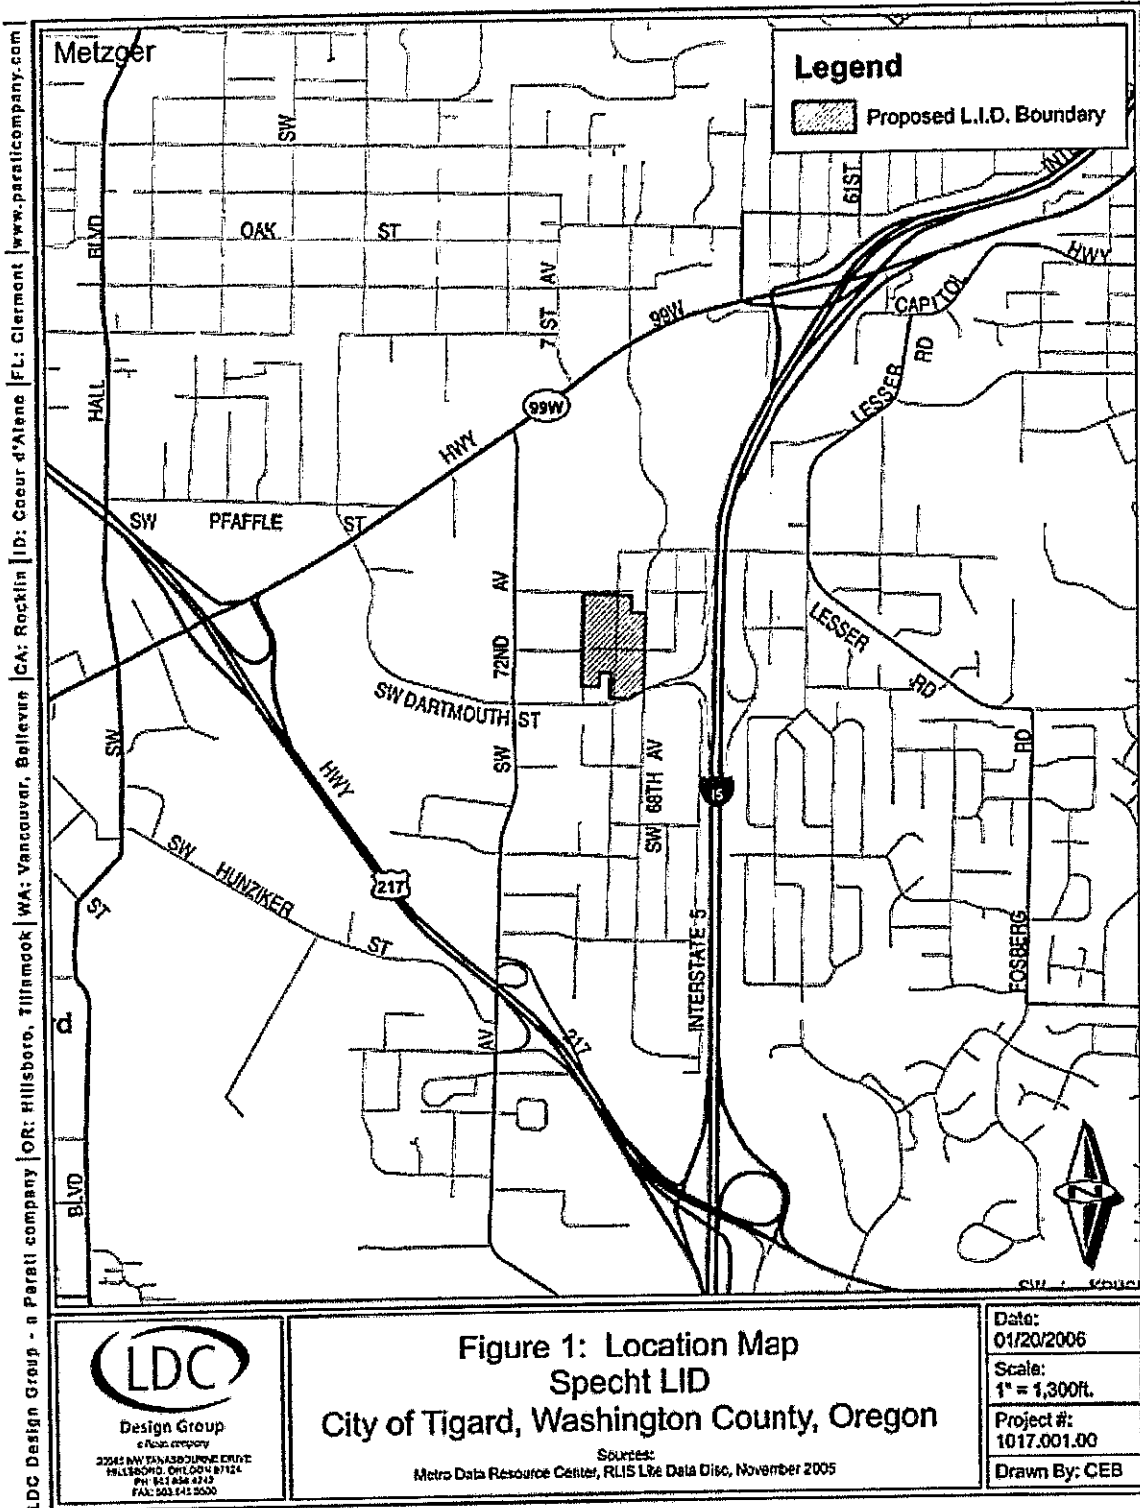 Metzger
Legend
Proposed L.I.D. Boundary
SW
61ST
BLVD
OAK ST
HWY
71ST AV
99W
CAPITOL
HALL
LESSER RD
99W
HWY
SW PFAFFLE ST
72ND AV
LESSER RD
SW DARTMOUTH ST
SW
HWY
SW
SW 68TH AV
RD
I5
SW HUNZIKER ST
217
ST
INTERSTATE 5
FOSBERG
rd.
AV
217
BLVD
N
SW
LDC Design Group - a Parati company | OR: Hillsboro, Tillamook | WA: Vancouver, Bellevue | CA: Rocklin | ID: Coeur d'Alene | FL: Clermont | www.paraticompany.com
LDC
Design Group
Figure 1: Location Map
Specht LID
City of Tigard, Washington County, Oregon
Sources:
Metro Data Resource Center, RLIS Lite Data Disc, November 2005
Date:
01/20/2006
Scale:
1" = 1,300ft.
Project #:
1017.001.00
Drawn By: CEB